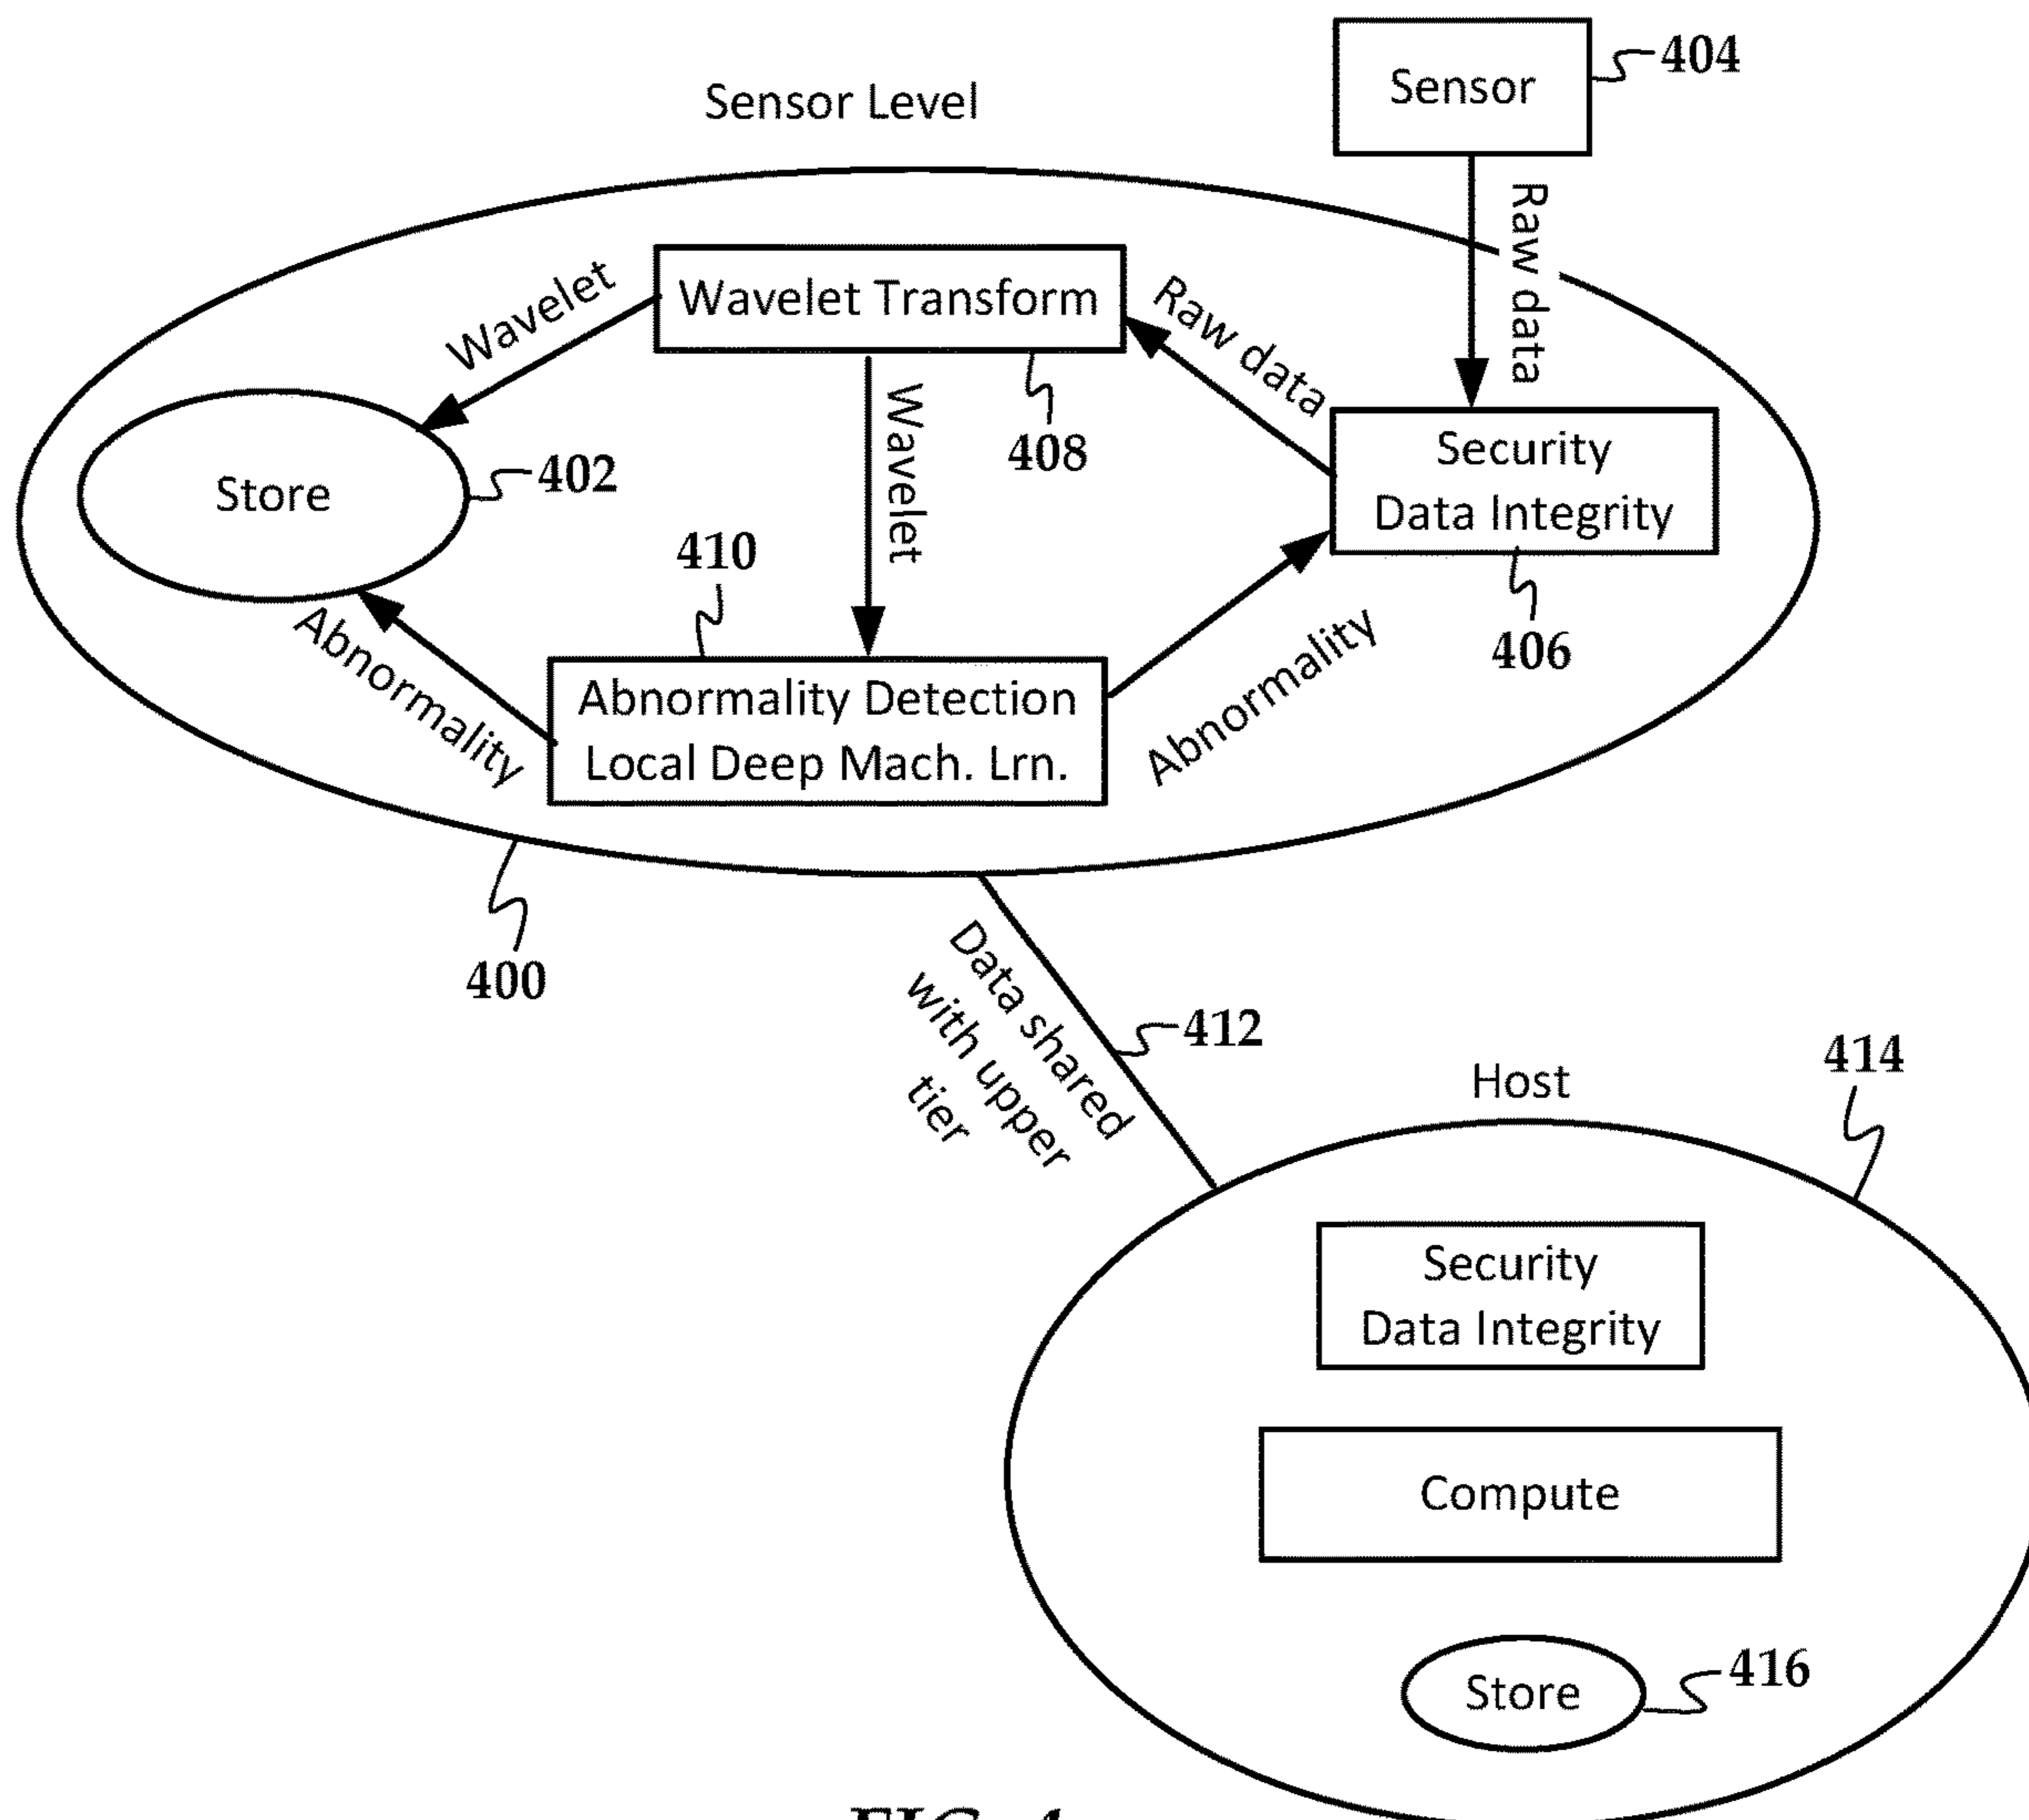 Sensor
404
Sensor Level
Raw data
Wavelet Transform
408
Wavelet
Raw data
Store
402
Wavelet
Security
Data Integrity
406
410
Abnormality Detection
Local Deep Mach. Lrn.
Abnormality
Abnormality
400
Data shared
with upper
tier
412
Host
414
Security
Data Integrity
Compute
Store
416